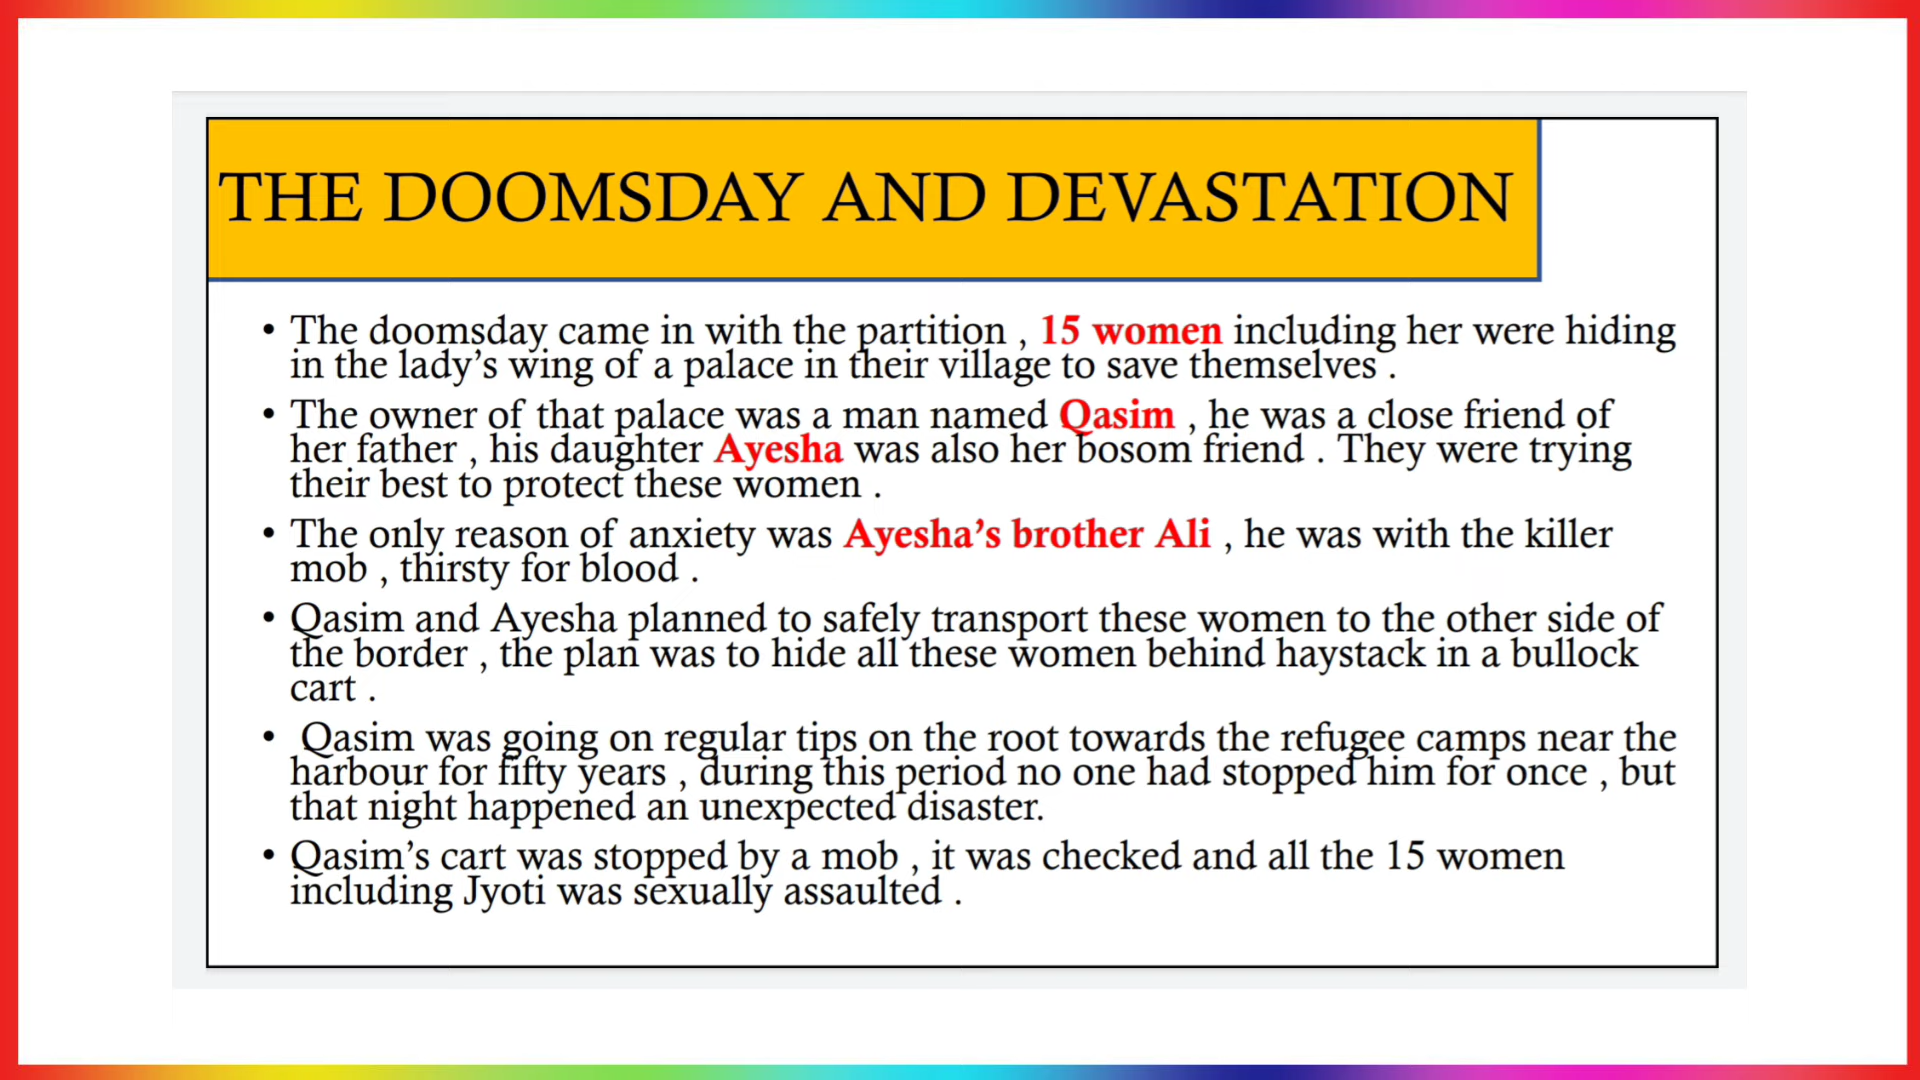 THE DOOMSDAY AND DEVASTATION
• The doomsday came in with the partition , 15 women including her were hiding
in the lady’s wing of a palace in their village to save themselves .
• The owner of that palace was a man named Qasim , he was a close friend of
her father , his daughter Ayesha was also her bosom friend . They were trying
their best to protect these women .
• The only reason of anxiety was Ayesha’s brother Ali , he was with the killer
mob , thirsty for blood .
• Qasim and Ayesha planned to safely transport these women to the other side of
the border , the plan was to hide all these women behind haystack in a bullock
cart .
• Qasim was going on regular tips on the root towards the refugee camps near the
harbour for fifty years , during this period no one had stopped him for once , but
that night happened an unexpected disaster.
• Qasim’s cart was stopped by a mob , it was checked and all the 15 women
including Jyoti was sexually assaulted .